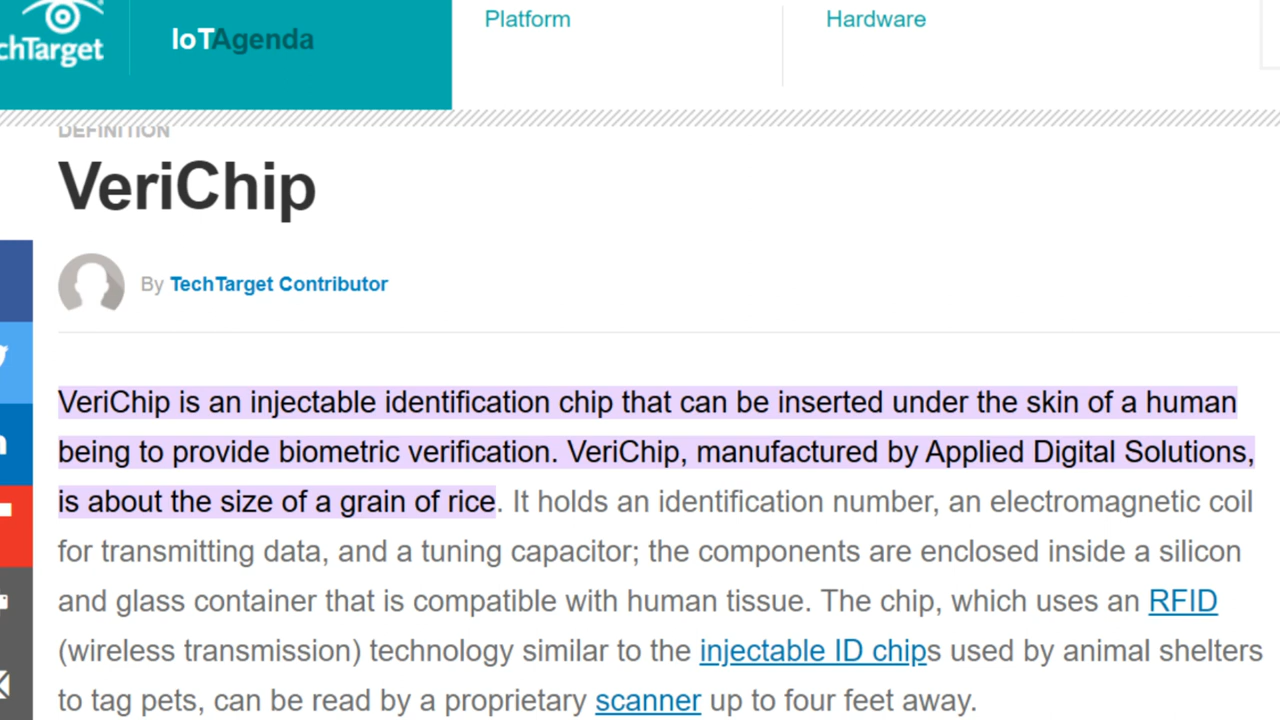 Platform
Hardware
chTarget
IoTAgenda
DEFINITION
VeriChip
By TechTarget Contributor
VeriChip is an injectable identification chip that can be inserted under the skin of a human
being to provide biometric verification. VeriChip, manufactured by Applied Digital Solutions,
is about the size of a grain of rice. It holds an identification number, an electromagnetic coil
for transmitting data, and a tuning capacitor; the components are enclosed inside a silicon
and glass container that is compatible with human tissue. The chip, which uses an RFID
(wireless transmission) technology similar to the injectable ID chips used by animal shelters
to tag pets, can be read by a proprietary scanner up to four feet away.